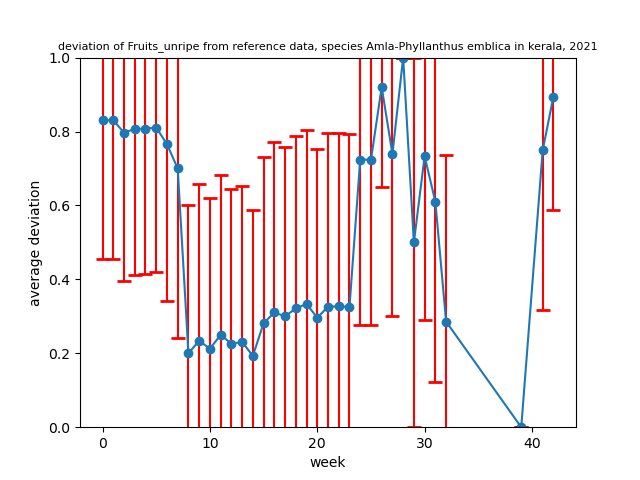 deviation of Fruits_unripe from reference data, species Amla-Phyllanthus emblica in kerala, 2021
1.0
0.8
0.6
0.4
0.2
0.0
average deviation
0 10 20 30 40
week